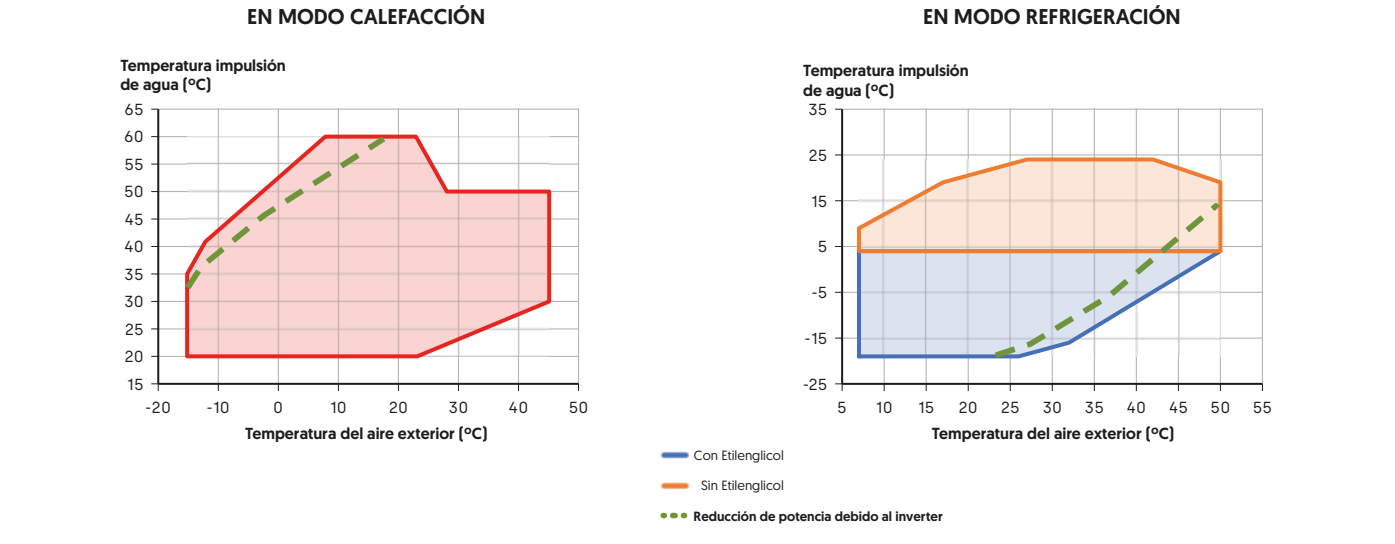 EN MODO CALEFACCIÓN
Temperatura impulsión
de agua (ºC)
65
60
55
50
45
40
35
30
25
20
15
-20 -10 0 10 20 30 40 50
Temperatura del aire exterior (ºC)
EN MODO REFRIGERACIÓN
Temperatura impulsión
de agua (ºC)
35
25
15
5
-5
-15
-25
5 10 15 20 25 30 35 40 45 50 55
Temperatura del aire exterior (ºC)
Con Etilenglicol
Sin Etilenglicol
Reducción de potencia debido al inverter